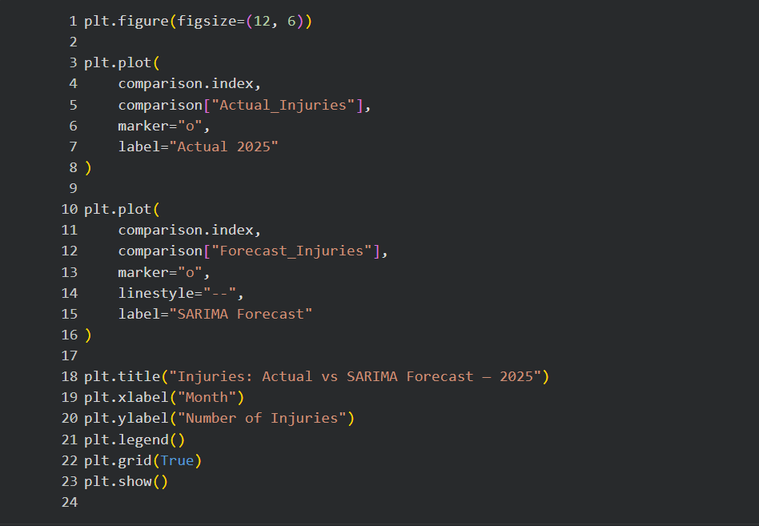 1 plt.figure(figsize=(12, 6))
2
3 plt.plot(
4     comparison.index,
5     comparison["Actual_Injuries"],
6     marker="o",
7     label="Actual 2025"
8 )
9
10 plt.plot(
11     comparison.index,
12     comparison["Forecast_Injuries"],
13     marker="o",
14     linestyle="--",
15     label="SARIMA Forecast"
16 )
17
18 plt.title("Injuries: Actual vs SARIMA Forecast – 2025")
19 plt.xlabel("Month")
20 plt.ylabel("Number of Injuries")
21 plt.legend()
22 plt.grid(True)
23 plt.show()
24